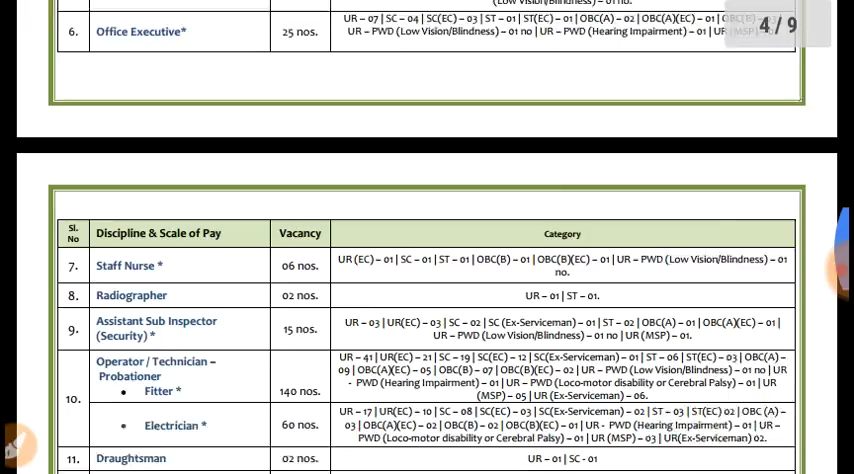 (Low Vision/Blindness) – 01 no.
6. Office Executive* 25 nos. UR – 07 | SC – 04 | SC(EC) – 03 | ST – 01 | ST(EC) – 01 | OBC(A) – 02 | OBC(A)(EC) – 01 | OBC(B) – 03 |
UR – PWD (Low Vision/Blindness) – 01 no | UR – PWD (Hearing Impairment) – 01 | UR (MSP)
4 / 9
Sl. No Discipline & Scale of Pay Vacancy Category
7. Staff Nurse * 06 nos. UR (EC) – 01 | SC – 01 | ST – 01 | OBC(B) – 01 | OBC(B)(EC) – 01 | UR – PWD (Low Vision/Blindness) – 01
no.
8. Radiographer 02 nos. UR – 01 | ST – 01.
9. Assistant Sub Inspector
(Security) * 15 nos. UR – 03 | UR(EC) – 03 | SC – 02 | SC (Ex-Serviceman) – 01 | ST – 02 | OBC(A) – 01 | OBC(A)(EC) – 01 |
UR – PWD (Low Vision/Blindness) – 01 no | UR (MSP) – 01.
10. Operator / Technician –
Probationer
• Fitter * 140 nos. UR – 41 | UR(EC) – 21 | SC – 19 | SC(EC) – 12 | SC(Ex-Serviceman) – 01 | ST – 06 | ST(EC) – 03 | OBC(A) –
09 | OBC(A)(EC) – 05 | OBC(B) – 07 | OBC(B)(EC) – 02 | UR – PWD (Low Vision/Blindness) – 01 no | UR
- PWD (Hearing Impairment) – 01 | UR – PWD (Loco-motor disability or Cerebral Palsy) – 01 | UR
(MSP) – 05 | UR (Ex-Serviceman) – 06.
• Electrician * 60 nos. UR – 17 | UR(EC) – 10 | SC – 08 | SC(EC) – 03 | SC(Ex-Serviceman) – 02 | ST – 03 | ST(EC) 02 | OBC (A) –
03 | OBC(A)(EC) – 02 | OBC(B) – 02 | OBC(B)(EC) – 01 | UR - PWD (Hearing Impairment) – 01 | UR –
PWD (Loco-motor disability or Cerebral Palsy) – 01 | UR (MSP) – 03 | UR(Ex-Serviceman) 02.
11. Draughtsman 02 nos. UR – 01 | SC - 01